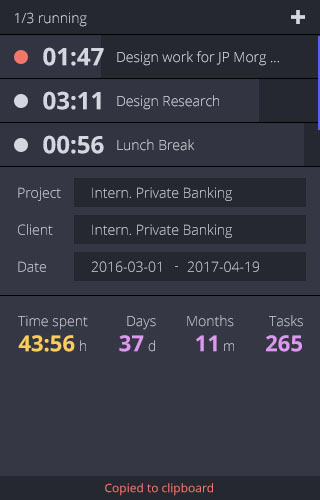 1/3 running
01:47 Design work for JP Morg ...
03:11 Design Research
00:56 Lunch Break
Project Intern. Private Banking
Client Intern. Private Banking
Date 2016-03-01 - 2017-04-19
Time spent Days Months Tasks
43:56 h 37 d 11 m 265
Copied to clipboard